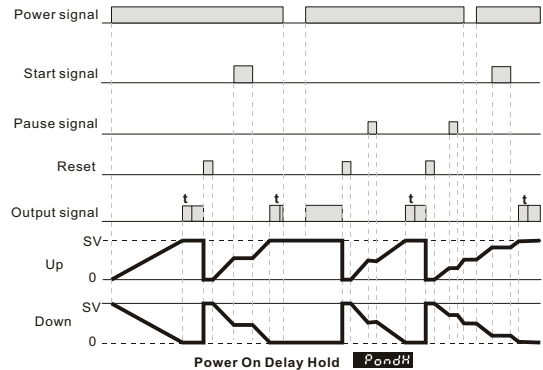 Power signal
Start signal
Pause signal
Reset
t t t t
Output signal
SV
Up
0
SV
Down
0
Power On Delay Hold PondH